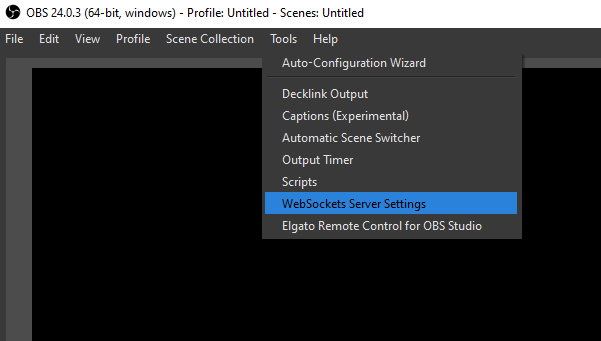 OBS 24.0.3 (64-bit, windows) - Profile: Untitled - Scenes: Untitled
File Edit View Profile Scene Collection Tools Help
Auto-Configuration Wizard
Decklink Output
Captions (Experimental)
Automatic Scene Switcher
Output Timer
Scripts
WebSockets Server Settings
Elgato Remote Control for OBS Studio